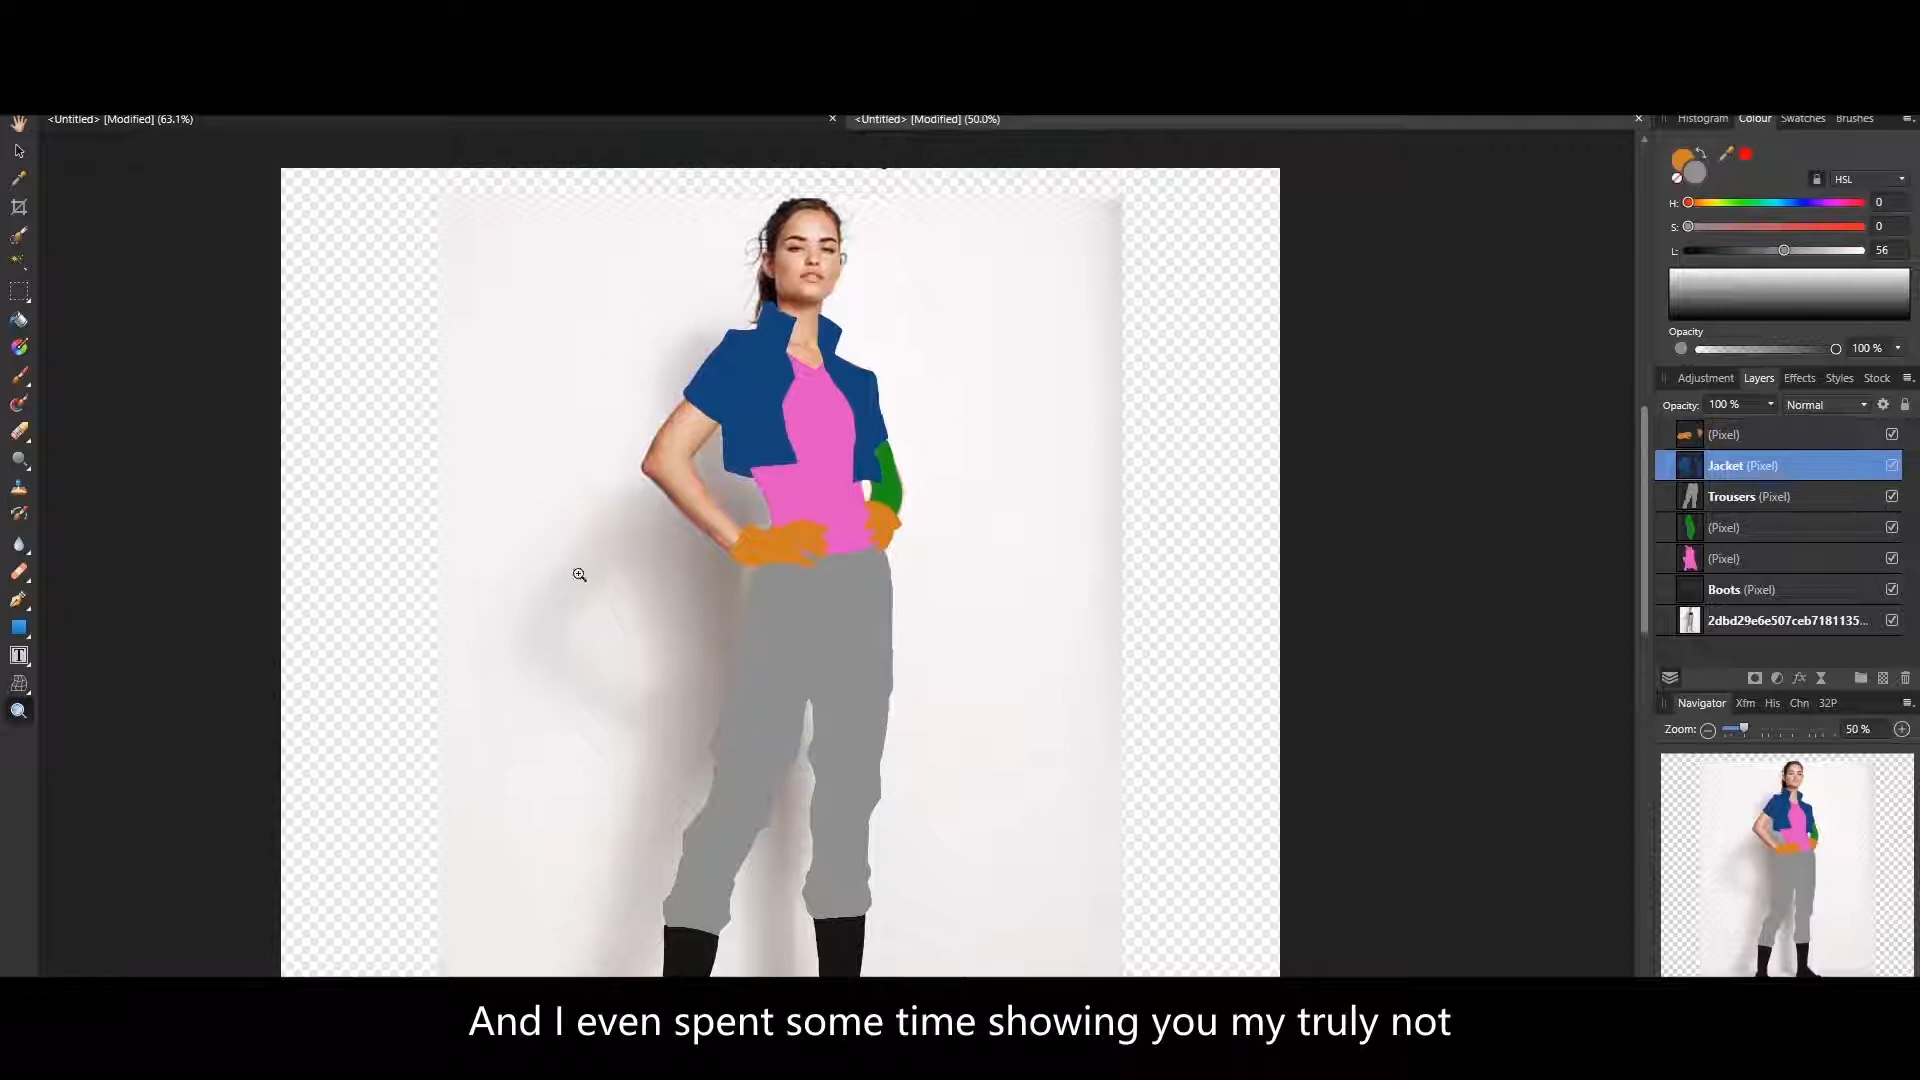 <Untitled> [Modified] (63.1%)
<Untitled> [Modified] (50.0%)
Histogram Colour Swatches Brushes
HSL
H: 0
S: 0
L: 56
Opacity
100 %
Adjustment Layers Effects Styles Stock
Opacity: 100 % Normal
(Pixel)
Jacket (Pixel)
Trousers (Pixel)
(Pixel)
(Pixel)
Boots (Pixel)
2dbd29e6e507ceb7181135...
fx
Navigator Xfm His Chn 32P
Zoom: 50 %
T
And I even spent some time showing you my truly not